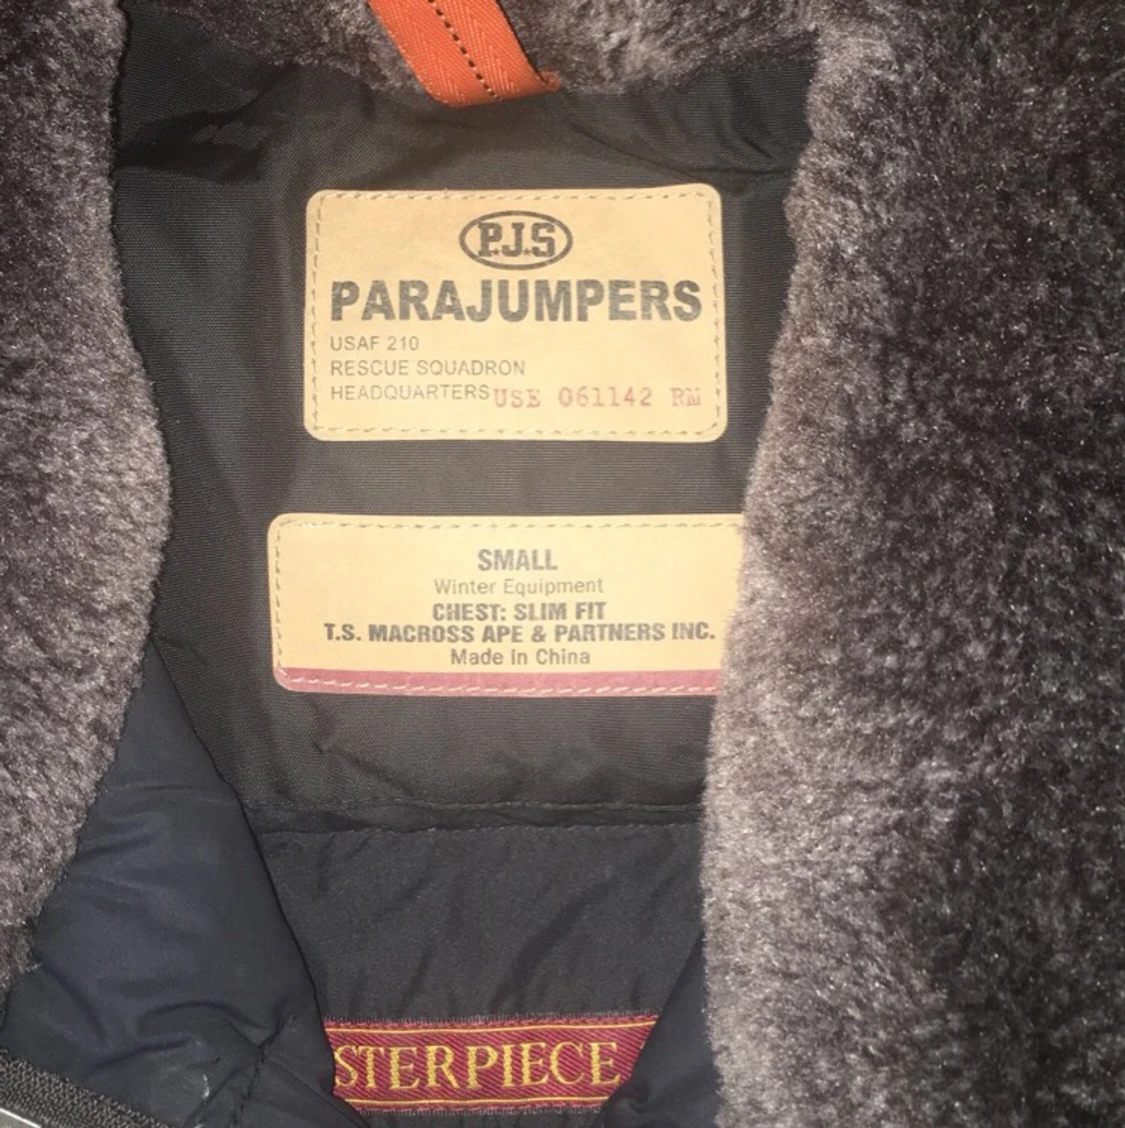 P.J.S
PARAJUMPERS
USAF 210
RESCUE SQUADRON
HEADQUARTERS USE 061142 RM
SMALL
Winter Equipment
CHEST: SLIM FIT
T.S. MACROSS APE & PARTNERS INC.
Made in China
STERPIECE